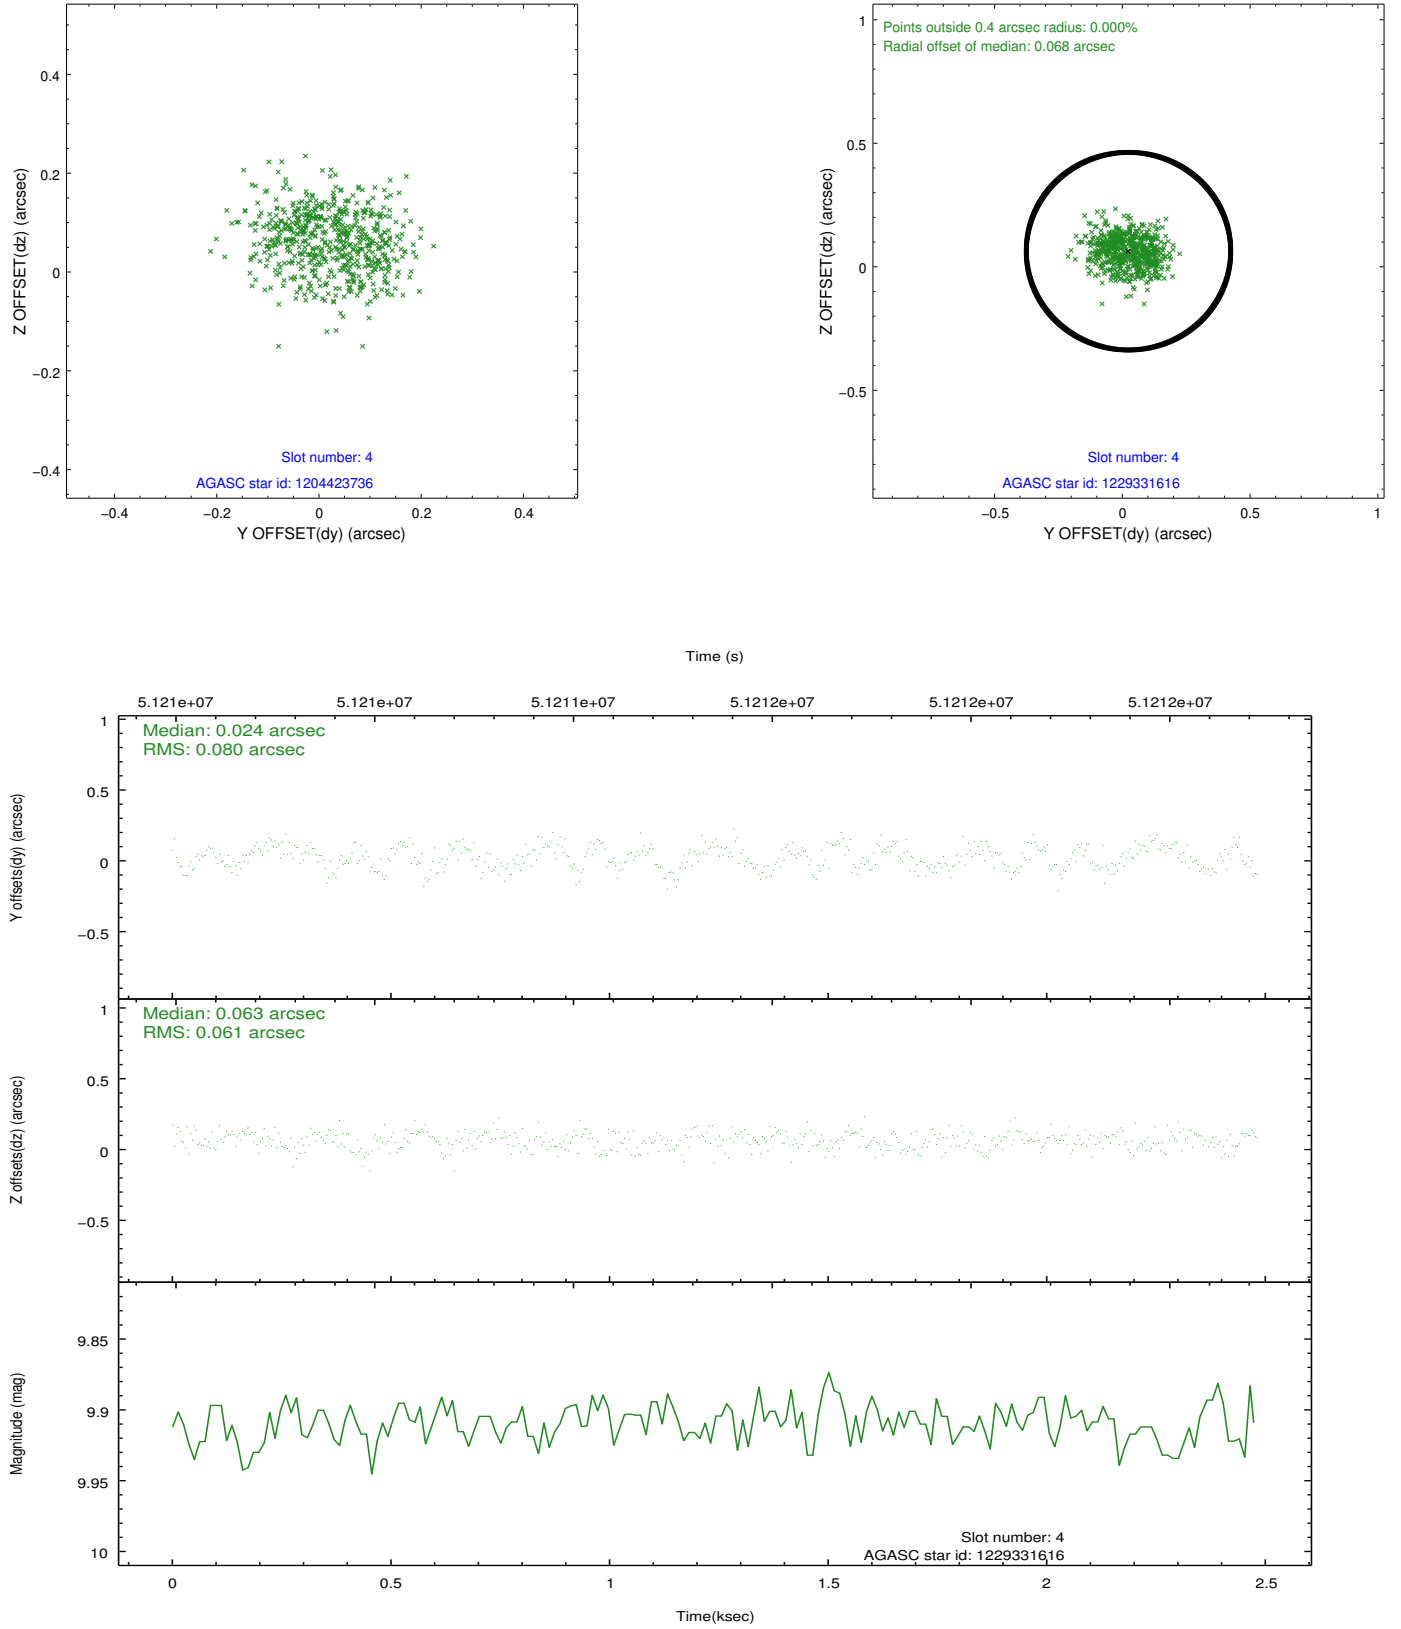 0.4
0.2
0
−0.2
−0.4
Z OFFSET(dz) (arcsec)
Slot number: 4
AGASC star id: 1204423736
−0.4 −0.2 0 0.2 0.4
Y OFFSET(dy) (arcsec)
Points outside 0.4 arcsec radius: 0.000%
Radial offset of median: 0.068 arcsec
1
0.5
0
−0.5
Z OFFSET(dz) (arcsec)
Slot number: 4
AGASC star id: 1229331616
−0.5 0 0.5 1
Y OFFSET(dy) (arcsec)
Time (s)
5.121e+07 5.121e+07 5.1211e+07 5.1212e+07 5.1212e+07 5.1212e+07
Median: 0.024 arcsec
RMS: 0.080 arcsec
1
0.5
0
−0.5
Y offsets(dy) (arcsec)
Median: 0.063 arcsec
RMS: 0.061 arcsec
1
0.5
0
−0.5
Z offsets(dz) (arcsec)
9.85
9.9
9.95
10
Magnitude (mag)
Slot number: 4
AGASC star id: 1229331616
0 0.5 1 1.5 2 2.5
Time(ksec)